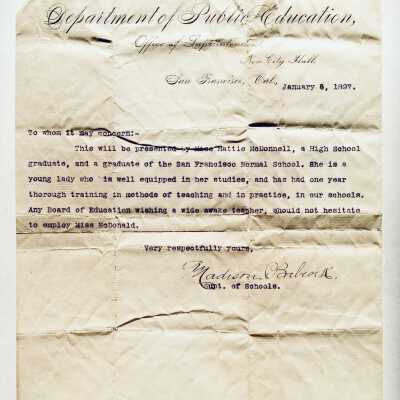 Department of Public Education,
Office of Superintendent
New City Hall
San Francisco, Cal., January 8, 1897.
To whom it may concern:-
This will be presented by Miss Hattie McDonnell, a High School
graduate, and a graduate of the San Francisco Normal School. She is a
young lady who is well equipped in her studies, and has had one year
thorough training in methods of teaching and in practice, in our schools.
Any Board of Education wishing a wide awake teacher, should not hesitate
to employ Miss McDonald.
Very respectfully yours,
Madison Babcock.
Supt. of Schools.